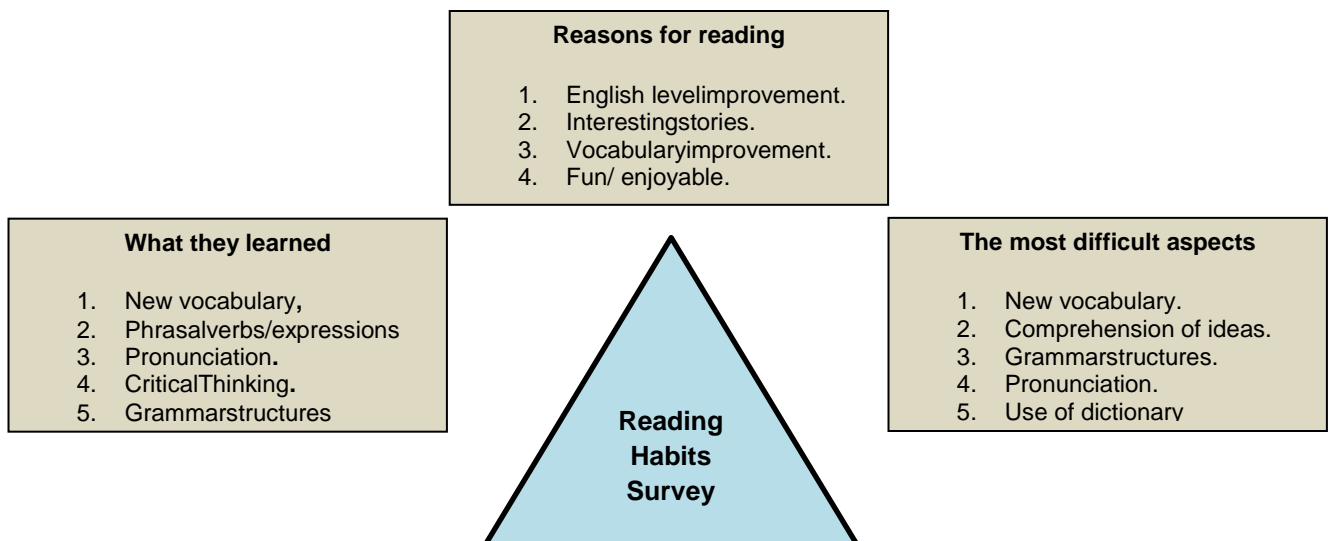 Reasons for reading
1. English levelimprovement.
2. Interestingstories.
3. Vocabularyimprovement.
4. Fun/ enjoyable.
What they learned
1. New vocabulary,
2. Phrasalverbs/expressions
3. Pronunciation.
4. CriticalThinking.
5. Grammarstructures
The most difficult aspects
1. New vocabulary.
2. Comprehension of ideas.
3. Grammarstructures.
4. Pronunciation.
5. Use of dictionary
Reading
Habits
Survey